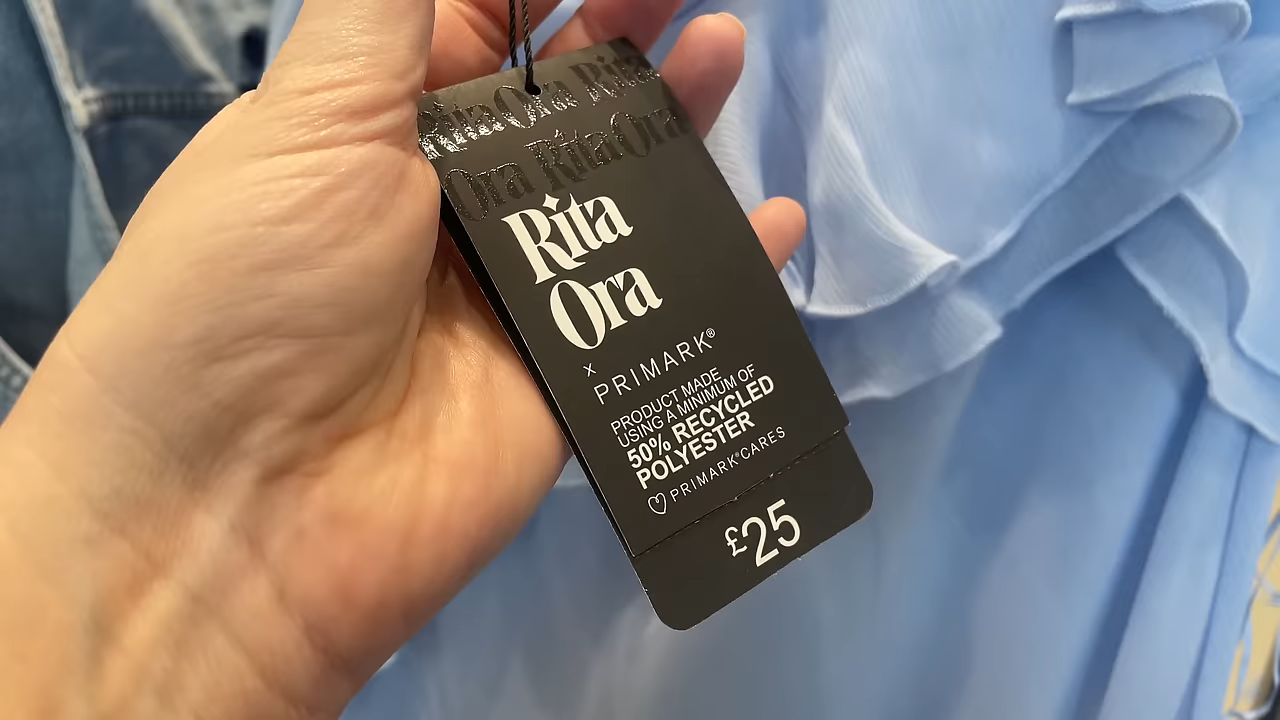 Rita Ora Rita
Ora Rita Ora
Rita
Ora
x
PRIMARK®
PRODUCT MADE
USING A MINIMUM OF
50% RECYCLED
POLYESTER
PRIMARK®CARES
£25